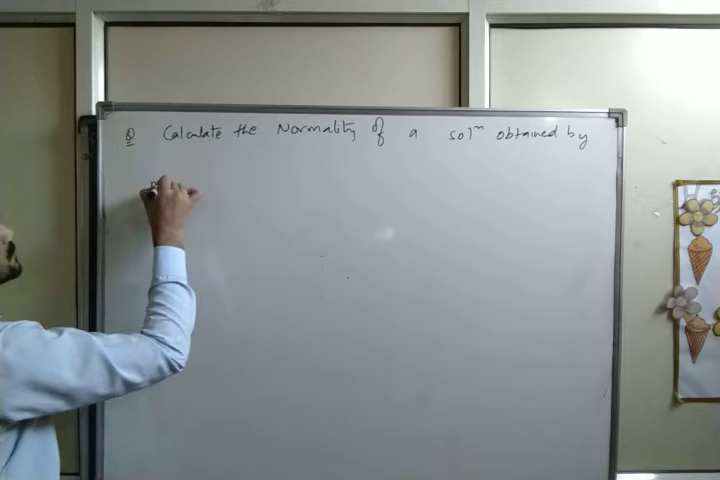 Q Calculate the Normality of a solⁿ obtained by